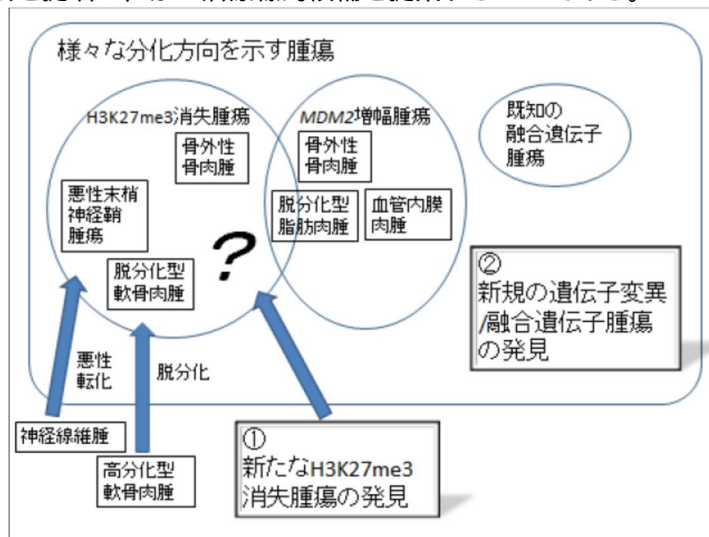 様々な分化方向を示す腫瘍
H3K27me3消失腫瘍
骨外性
骨肉腫
悪性末梢
神経鞘
腫瘍
脱分化型
軟骨肉腫
?
MDM2増幅腫瘍
骨外性
骨肉腫
脱分化型
脂肪肉腫
血管内膜
肉腫
既知の
融合遺伝子
腫瘍
②
新規の遺伝子変異
/融合遺伝子腫瘍
の発見
悪性
転化
脱分化
神経線維腫
高分化型
軟骨肉腫
①
新たなH3K27me3
消失腫瘍の発見